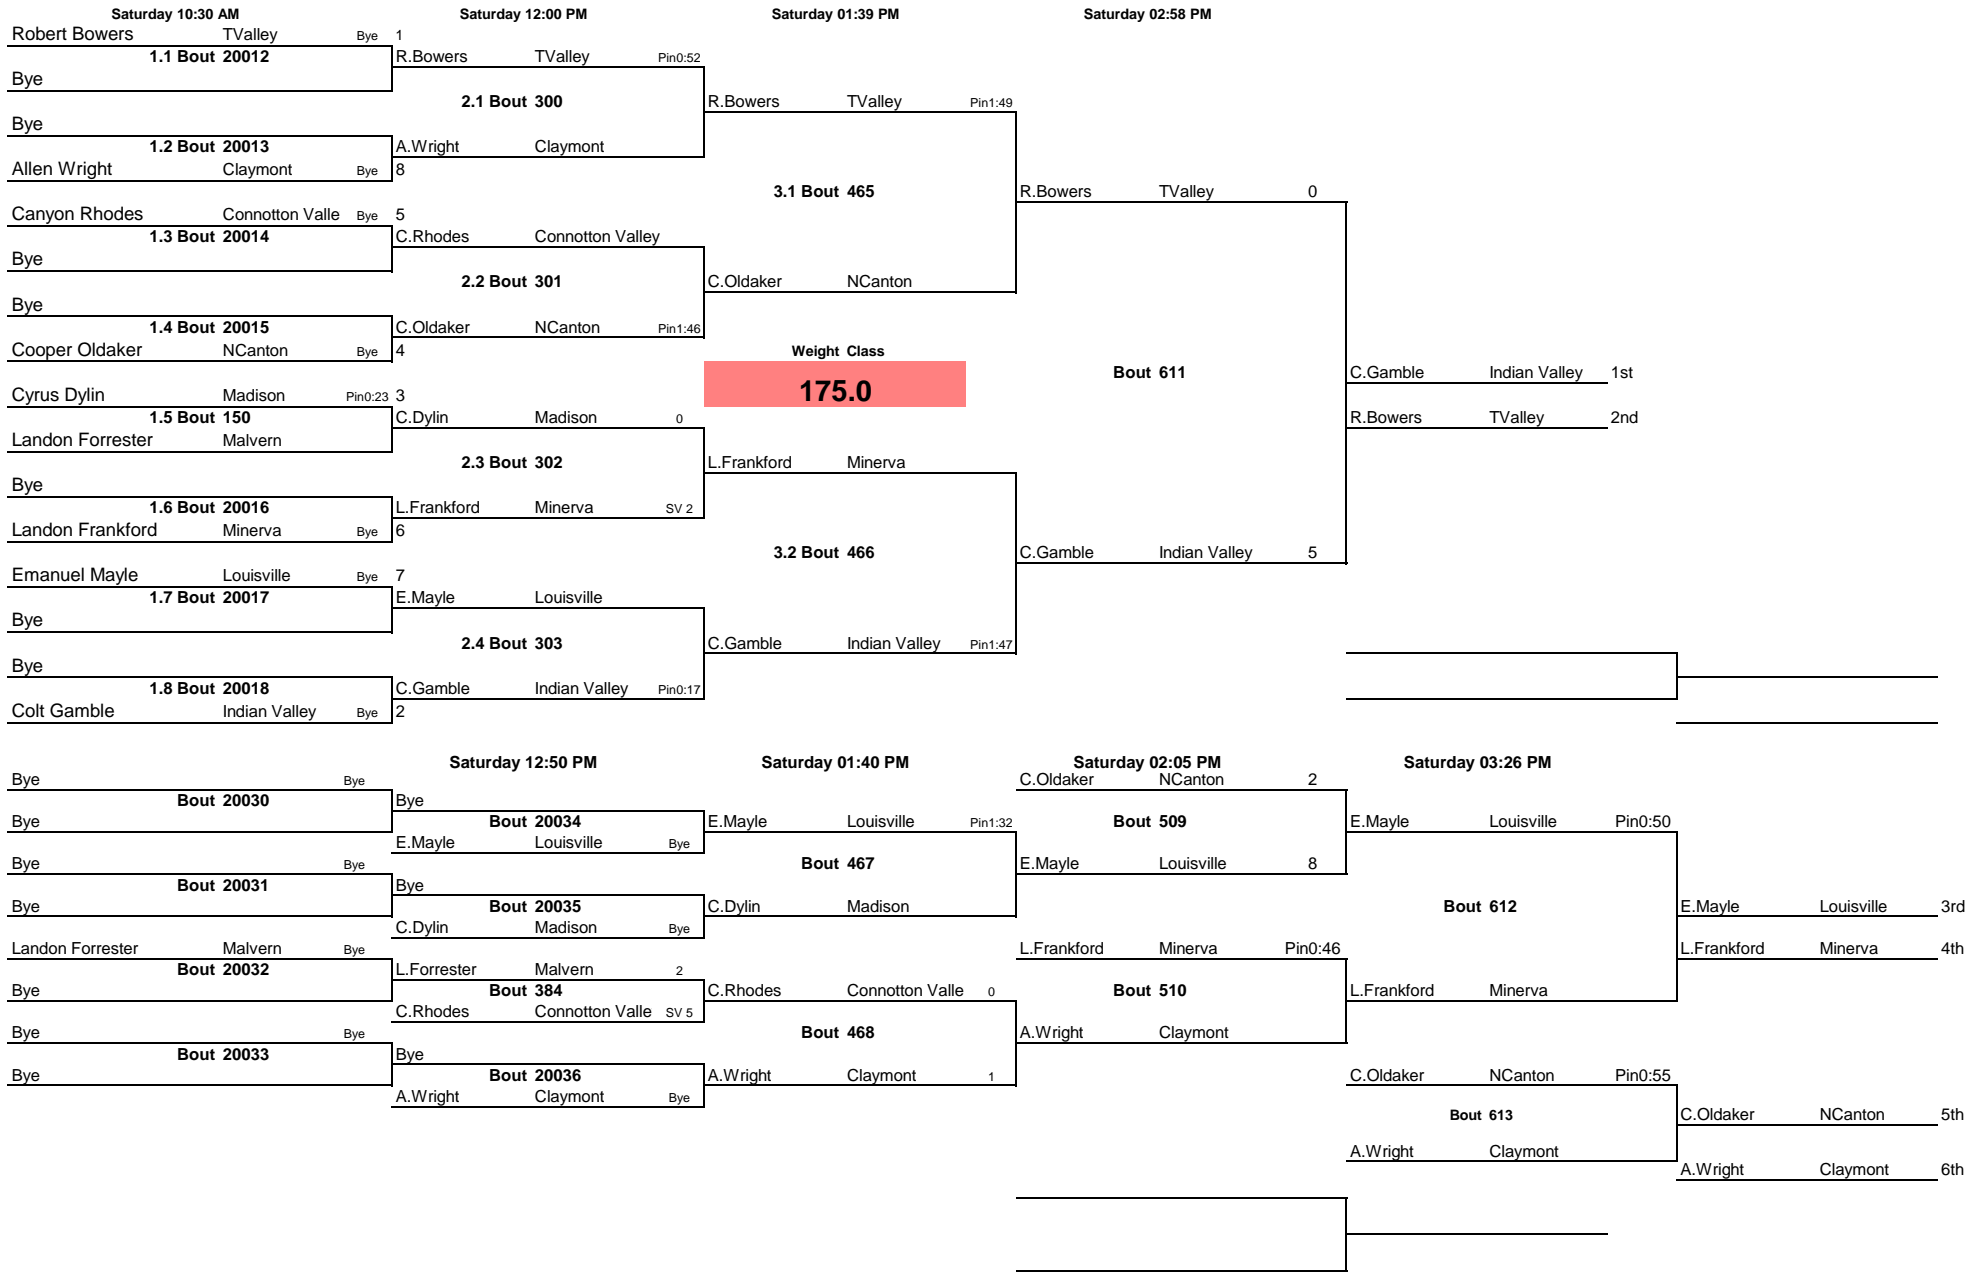 Saturday 10:30 AM Saturday 12:00 PM Saturday 01:39 PM Saturday 02:58 PM
Robert Bowers TValley Bye 1
1.1 Bout 20012 R.Bowers TValley Pin0:52
Bye
2.1 Bout 300 R.Bowers TValley Pin1:49
Bye
1.2 Bout 20013 A.Wright Claymont
Allen Wright Claymont Bye 8
3.1 Bout 465 R.Bowers TValley 0
Canyon Rhodes Connotton Valle Bye 5
1.3 Bout 20014 C.Rhodes Connotton Valley
Bye
2.2 Bout 301 C.Oldaker NCanton
Bye
1.4 Bout 20015 C.Oldaker NCanton Pin1:46
Cooper Oldaker NCanton Bye 4 Weight Class
Bout 611 C.Gamble Indian Valley 1st
Cyrus Dylin Madison Pin0:23 3 175.0
1.5 Bout 150 C.Dylin Madison 0 R.Bowers TValley 2nd
Landon Forrester Malvern
2.3 Bout 302 L.Frankford Minerva
Bye
1.6 Bout 20016 L.Frankford Minerva SV 2
Landon Frankford Minerva Bye 6
3.2 Bout 466 C.Gamble Indian Valley 5
Emanuel Mayle Louisville Bye 7
1.7 Bout 20017 E.Mayle Louisville
Bye
2.4 Bout 303 C.Gamble Indian Valley Pin1:47
Bye
1.8 Bout 20018 C.Gamble Indian Valley Pin0:17
Colt Gamble Indian Valley Bye 2
Saturday 12:50 PM Saturday 01:40 PM Saturday 02:05 PM Saturday 03:26 PM
Bye Bye C.Oldaker NCanton 2
Bout 20030 Bye
Bye Bout 20034 E.Mayle Louisville Pin1:32 Bout 509 E.Mayle Louisville Pin0:50
E.Mayle Louisville Bye
Bye Bye Bout 467 E.Mayle Louisville 8
Bout 20031 Bye
Bye Bout 20035 C.Dylin Madison Bout 612 E.Mayle Louisville 3rd
C.Dylin Madison Bye
Landon Forrester Malvern Bye L.Frankford Minerva Pin0:46 L.Frankford Minerva 4th
Bout 20032 L.Forrester Malvern 2
Bye Bout 384 C.Rhodes Connotton Valle 0 Bout 510 L.Frankford Minerva
C.Rhodes Connotton Valle SV 5
Bye Bye Bout 468 A.Wright Claymont
Bout 20033 Bye
Bye Bout 20036 A.Wright Claymont 1 C.Oldaker NCanton Pin0:55
A.Wright Claymont Bye
Bout 613 C.Oldaker NCanton 5th
A.Wright Claymont
A.Wright Claymont 6th